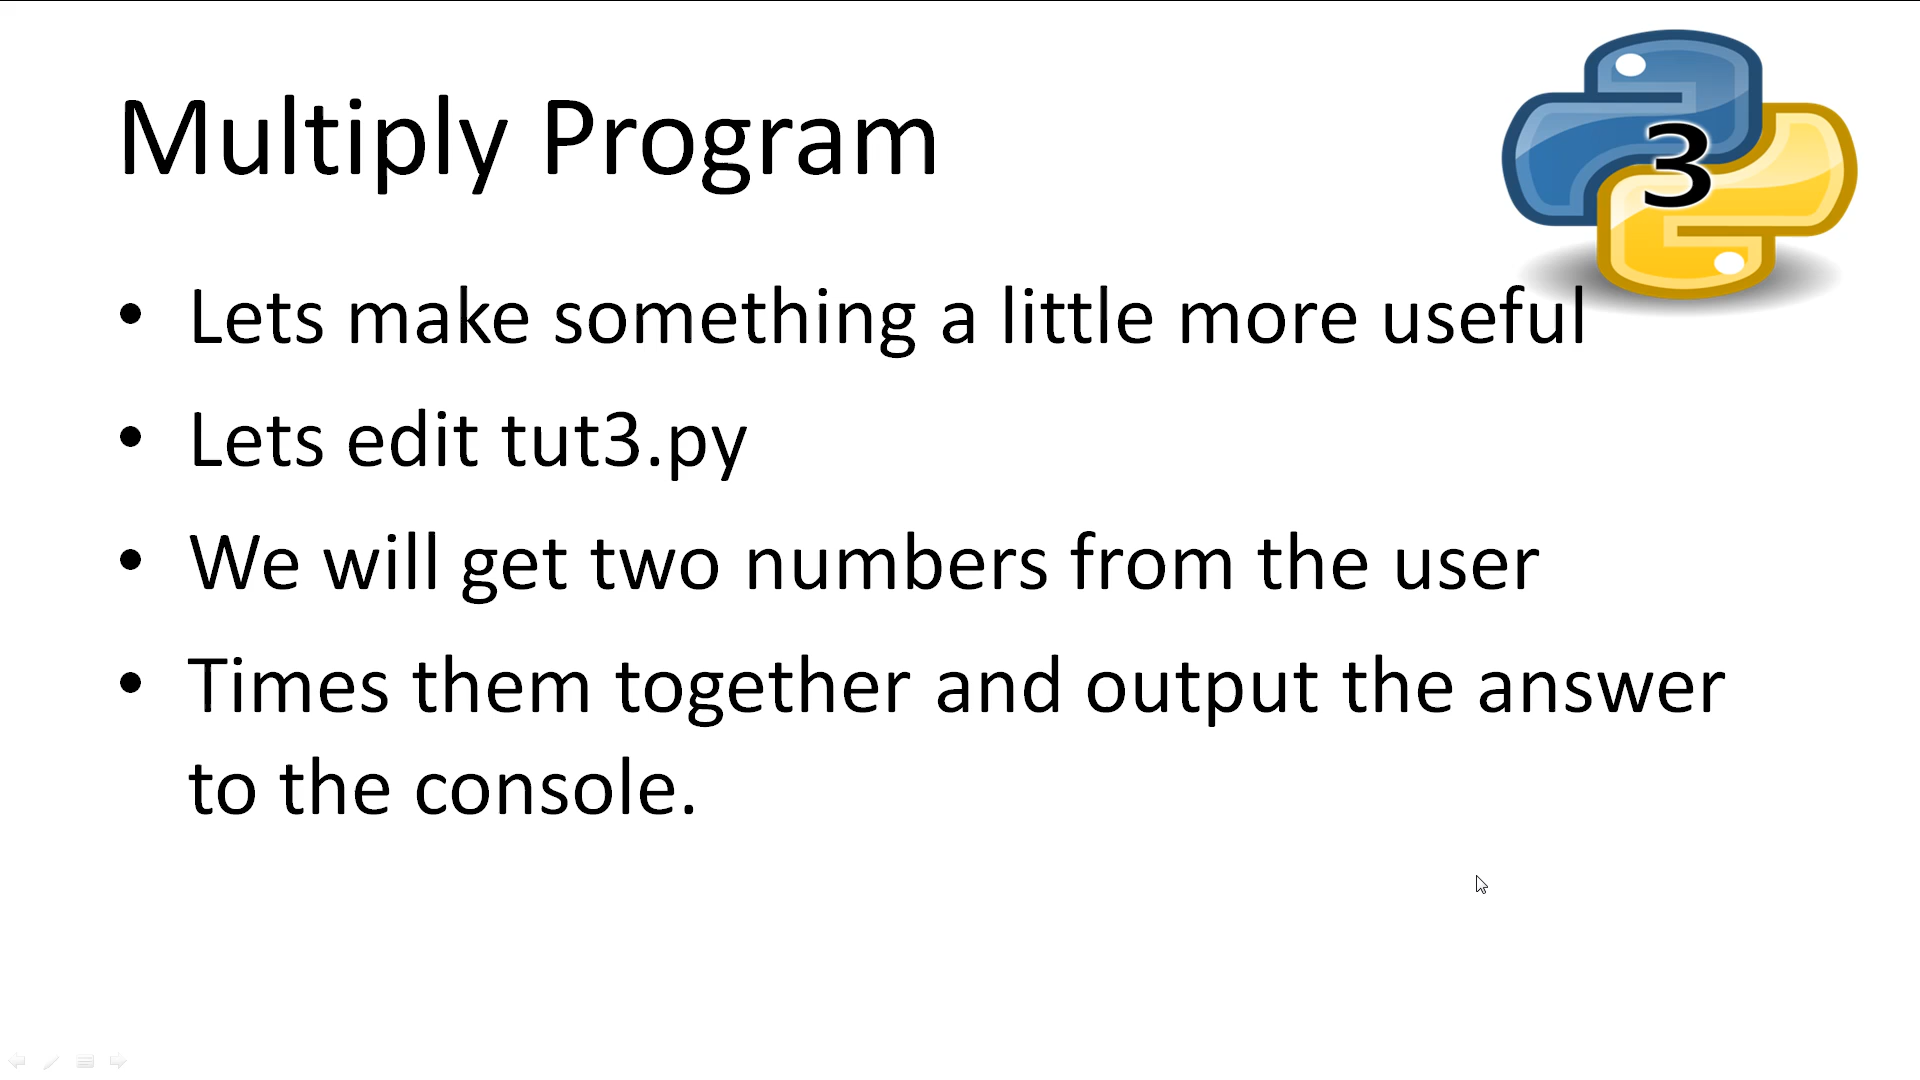 Multiply Program
3
• Lets make something a little more useful
• Lets edit tut3.py
• We will get two numbers from the user
• Times them together and output the answer
to the console.